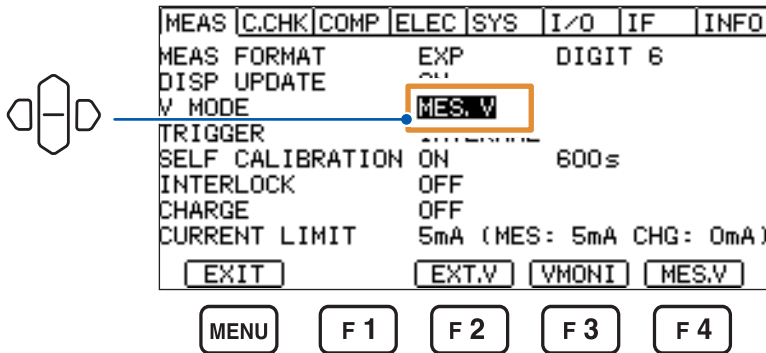 MEAS C.CHK COMP ELEC SYS I/O IF INFO
MEAS FORMAT EXP DIGIT 6
DISP UPDATE
V MODE MES. V
TRIGGER
SELF CALIBRATION ON 600s
INTERLOCK OFF
CHARGE OFF
CURRENT LIMIT 5mA (MES: 5mA CHG: 0mA)
EXIT EXT.V VMONI MES.V
MENU F 1 F 2 F 3 F 4